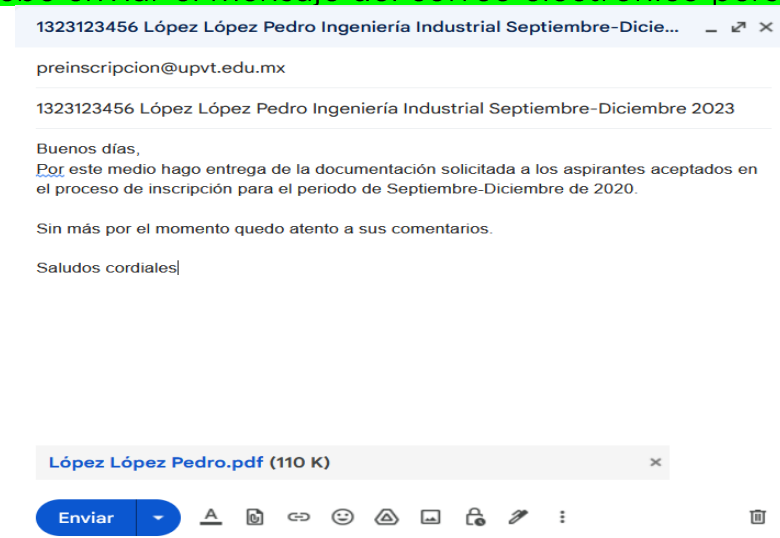 1323123456 López López Pedro Ingeniería Industrial Septiembre-Dicie...
preinscripcion@upvt.edu.mx
1323123456 López López Pedro Ingeniería Industrial Septiembre-Diciembre 2023
Buenos días,
Por este medio hago entrega de la documentación solicitada a los aspirantes aceptados en
el proceso de inscripción para el periodo de Septiembre-Diciembre de 2020.
Sin más por el momento quedo atento a sus comentarios.
Saludos cordiales
López López Pedro.pdf (110 K)
Enviar